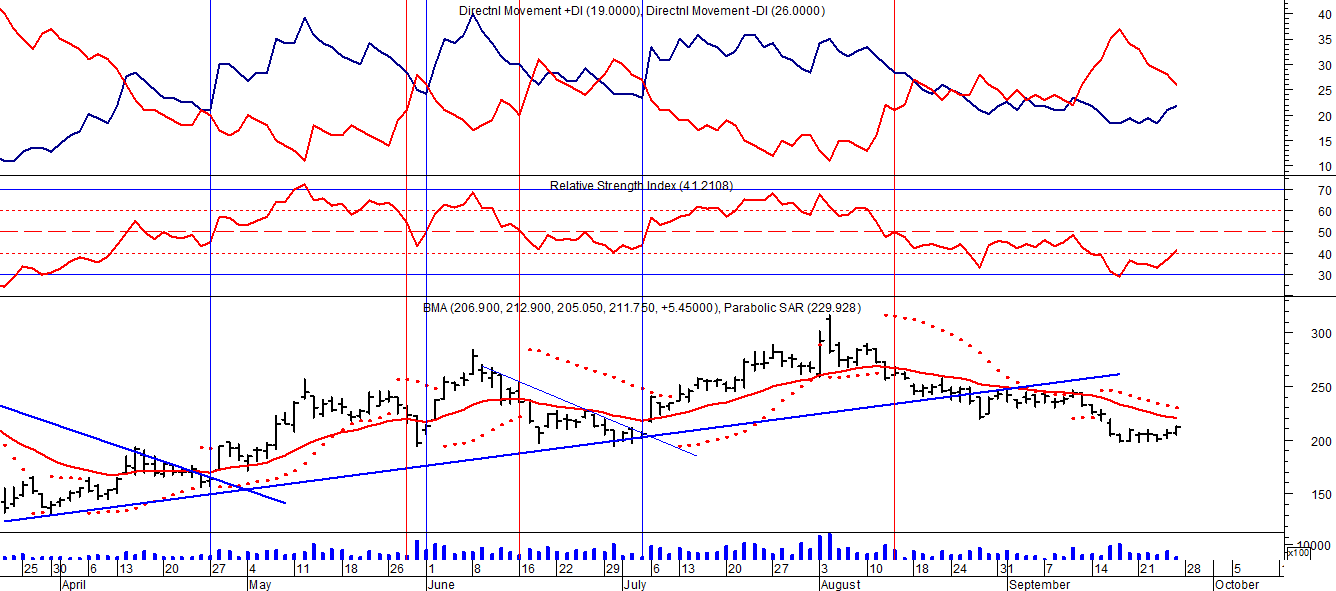 Directnl Movement +DI (19.0000), Directnl Movement -DI (26.0000)
40
35
30
25
20
15
10
Relative Strength Index (41.2108)
70
60
50
40
30
BMA (206.900, 212.900, 205.050, 211.750, +5.45000), Parabolic SAR (229.928)
300
250
200
150
10000
x100
25 30 6 13 20 27 4 11 18 26 1 8 16 22 29 6 13 20 27 3 10 18 24 31 7 14 21 28 5
April May June July August September October